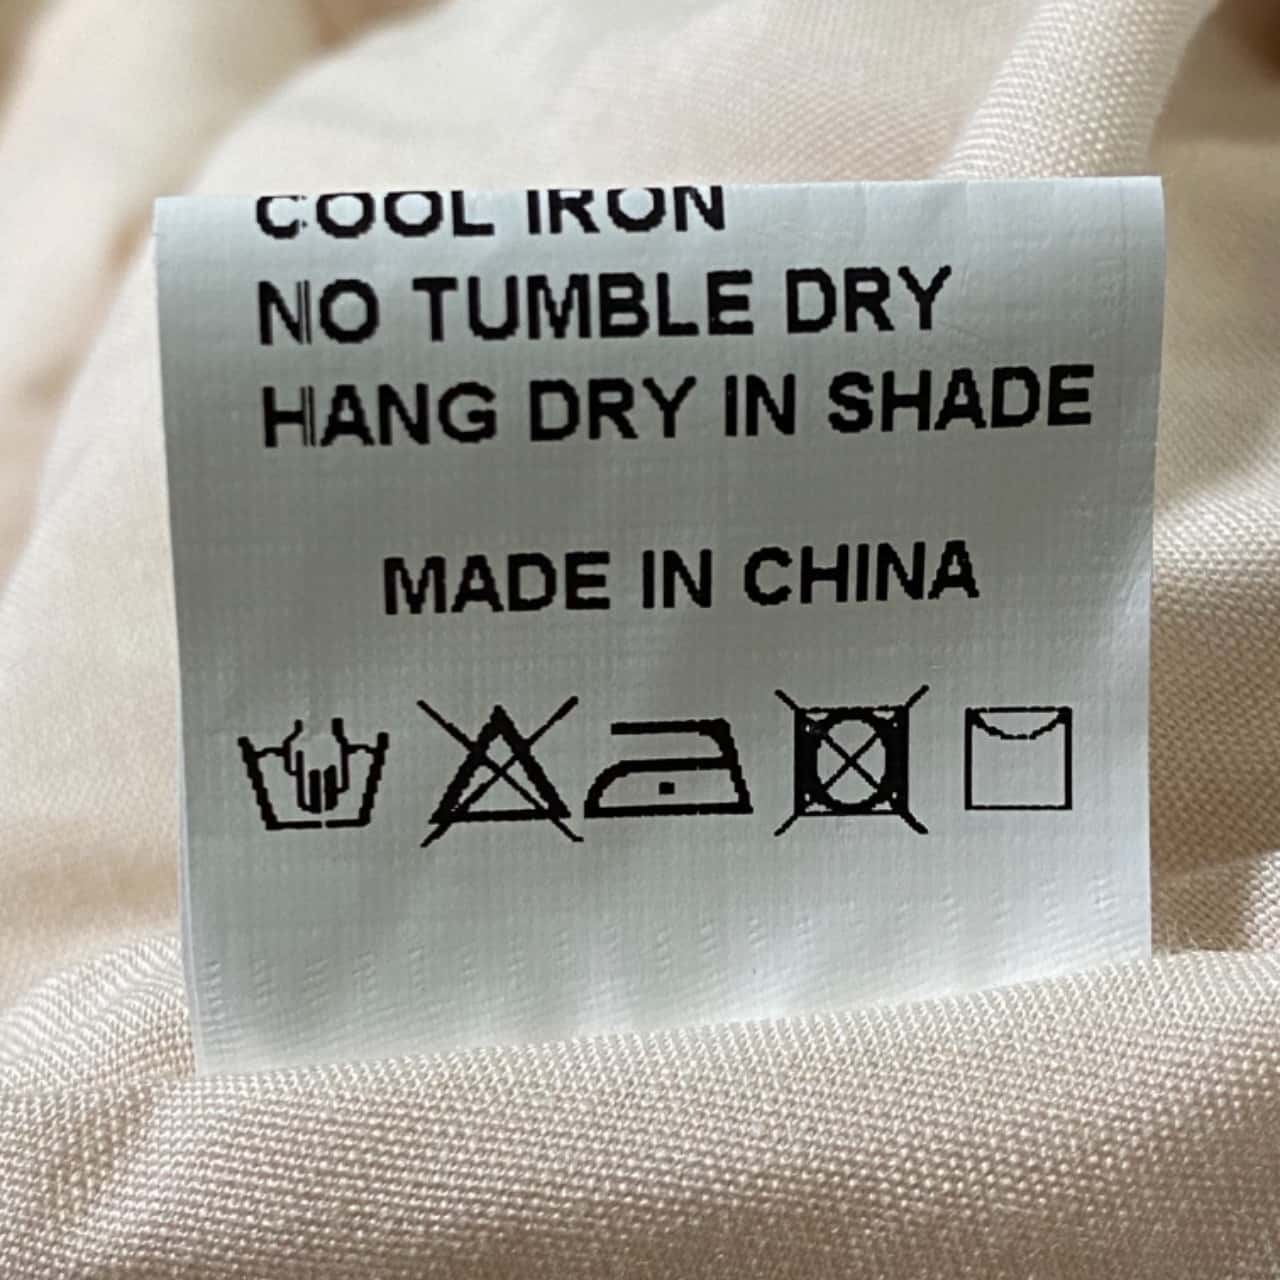 COOL IRON
NO TUMBLE DRY
HANG DRY IN SHADE
MADE IN CHINA